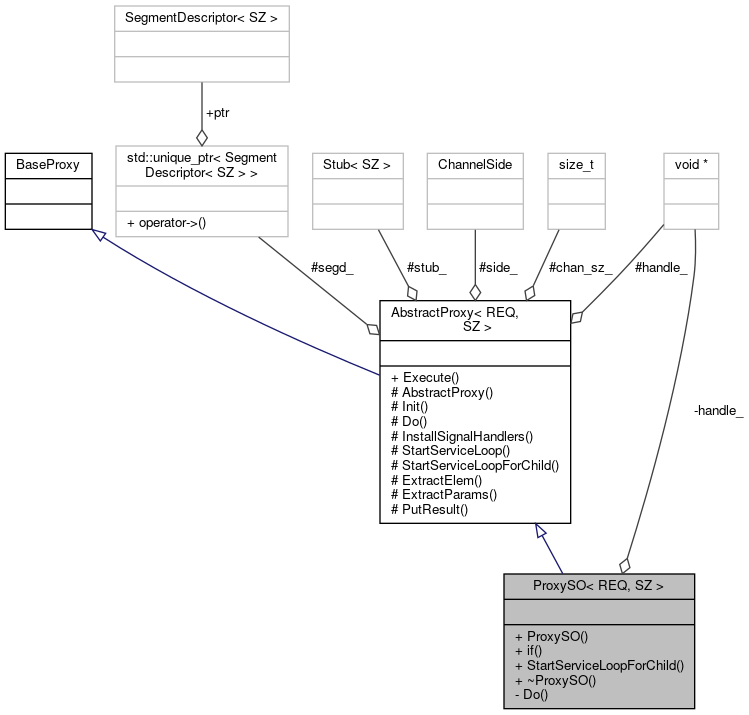 SegmentDescriptor< SZ >
+ptr
BaseProxy
std::unique_ptr< Segment
Descriptor< SZ > >
+ operator->()
Stub< SZ >
ChannelSide
size_t
void *
#segd_
#stub_
#side_
#chan_sz_
#handle_
AbstractProxy< REQ,
SZ >
+ Execute()
# AbstractProxy()
# Init()
# Do()
# InstallSignalHandlers()
# StartServiceLoop()
# StartServiceLoopForChild()
# ExtractElem()
# ExtractParams()
# PutResult()
-handle_
ProxySO< REQ, SZ >
+ ProxySO()
+ if()
+ StartServiceLoopForChild()
+ ~ProxySO()
- Do()